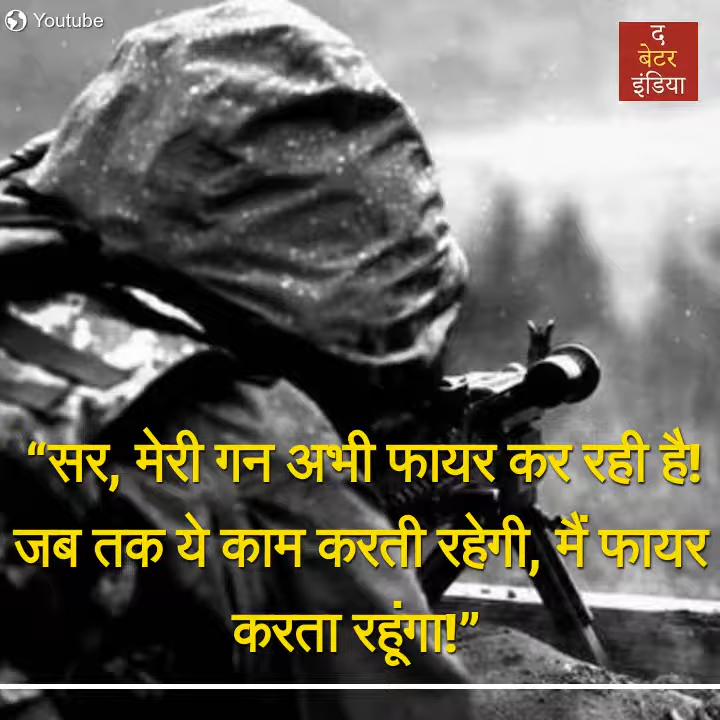 Youtube
द
बेटर
इंडिया
“सर, मेरी गन अभी फायर कर रही है!
जब तक ये काम करती रहेगी, मैं फायर
करता रहूंगा!”